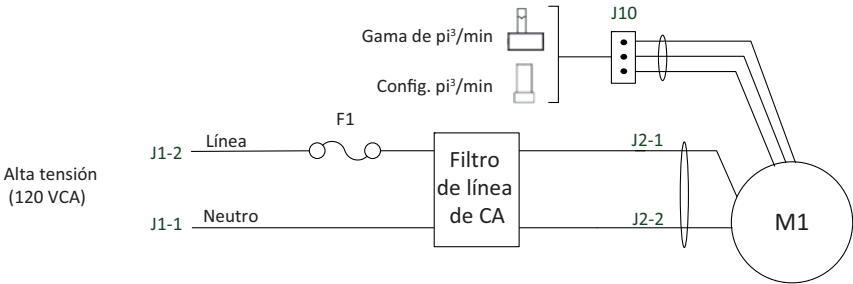 J10
Gama de pi³/min
Config. pi³/min
F1
J1-2
Línea
Filtro
de línea
de CA
J2-1
Alta tensión
(120 VCA)
J1-1
Neutro
J2-2
M1